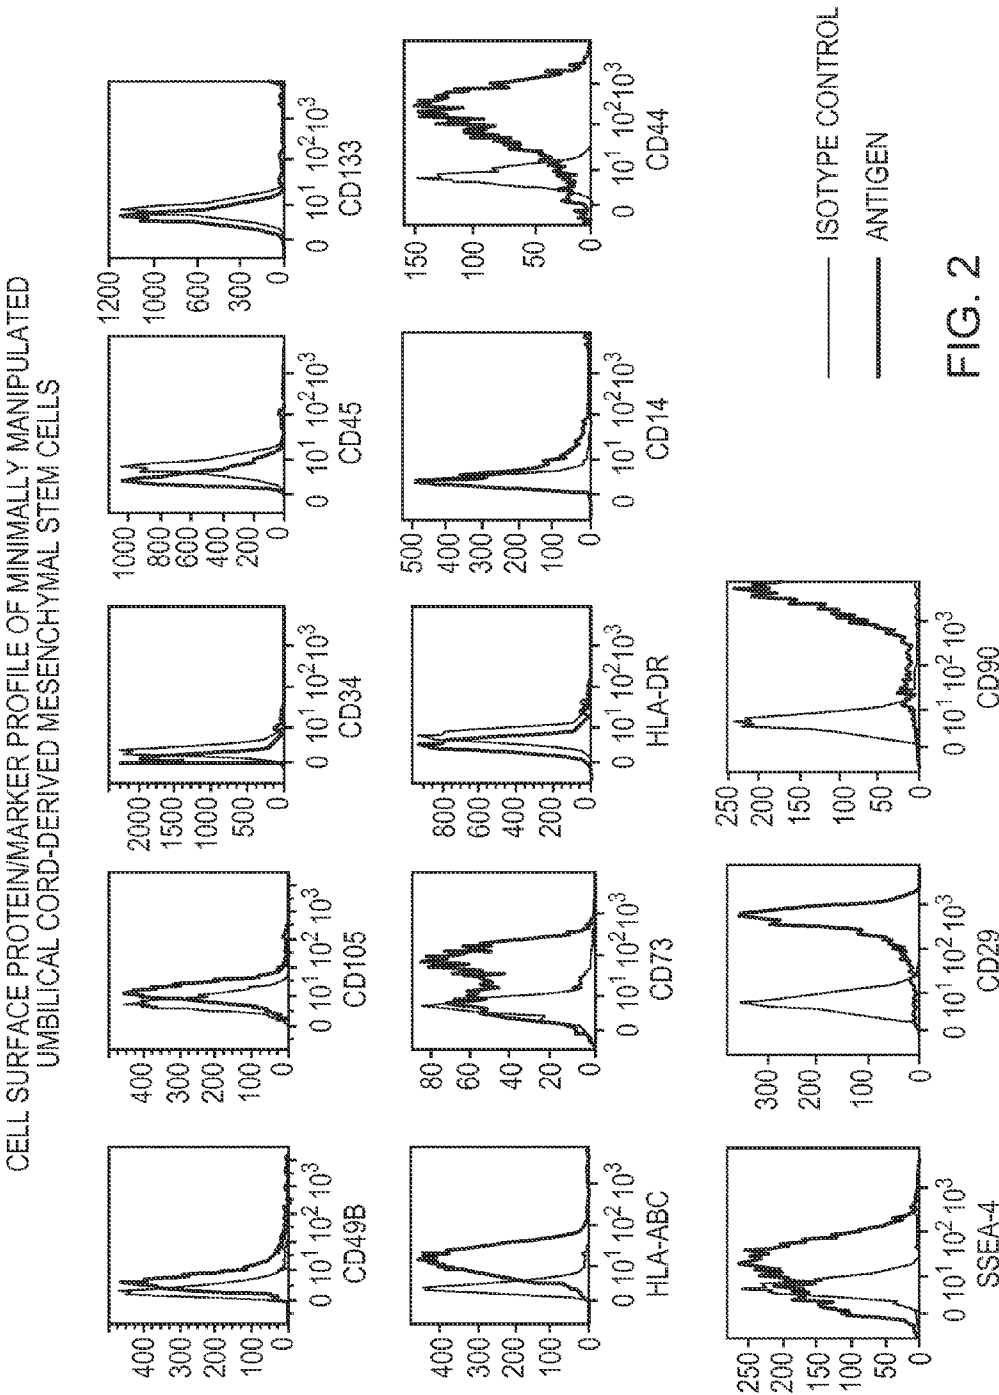 CELL SURFACE PROTEIN/MARKER PROFILE OF MINIMALLY MANIPULATED
UMBILICAL CORD-DERIVED MESENCHYMAL STEM CELLS
400
300
200
100
0
0 10¹ 10² 10³
CD49B
400
300
200
100
0
0 10¹ 10² 10³
CD105
2000
1500
1000
500
0
0 10¹ 10² 10³
CD34
1000
800
600
400
200
0
0 10¹ 10² 10³
CD45
1200
1000
600
300
0
0 10¹ 10² 10³
CD133
400
300
200
100
0
0 10¹ 10² 10³
HLA-ABC
80
60
40
20
0
0 10¹ 10² 10³
CD73
800
600
400
200
0
0 10¹ 10² 10³
HLA-DR
500
400
300
200
100
0
0 10¹ 10² 10³
CD14
150
100
50
0
0 10¹ 10² 10³
CD44
250
200
150
100
50
0
0 10¹ 10² 10³
SSEA-4
300
200
100
0
0 10¹ 10² 10³
CD29
250
200
150
100
50
0
0 10¹ 10² 10³
CD90
ISOTYPE CONTROL
ANTIGEN
FIG. 2